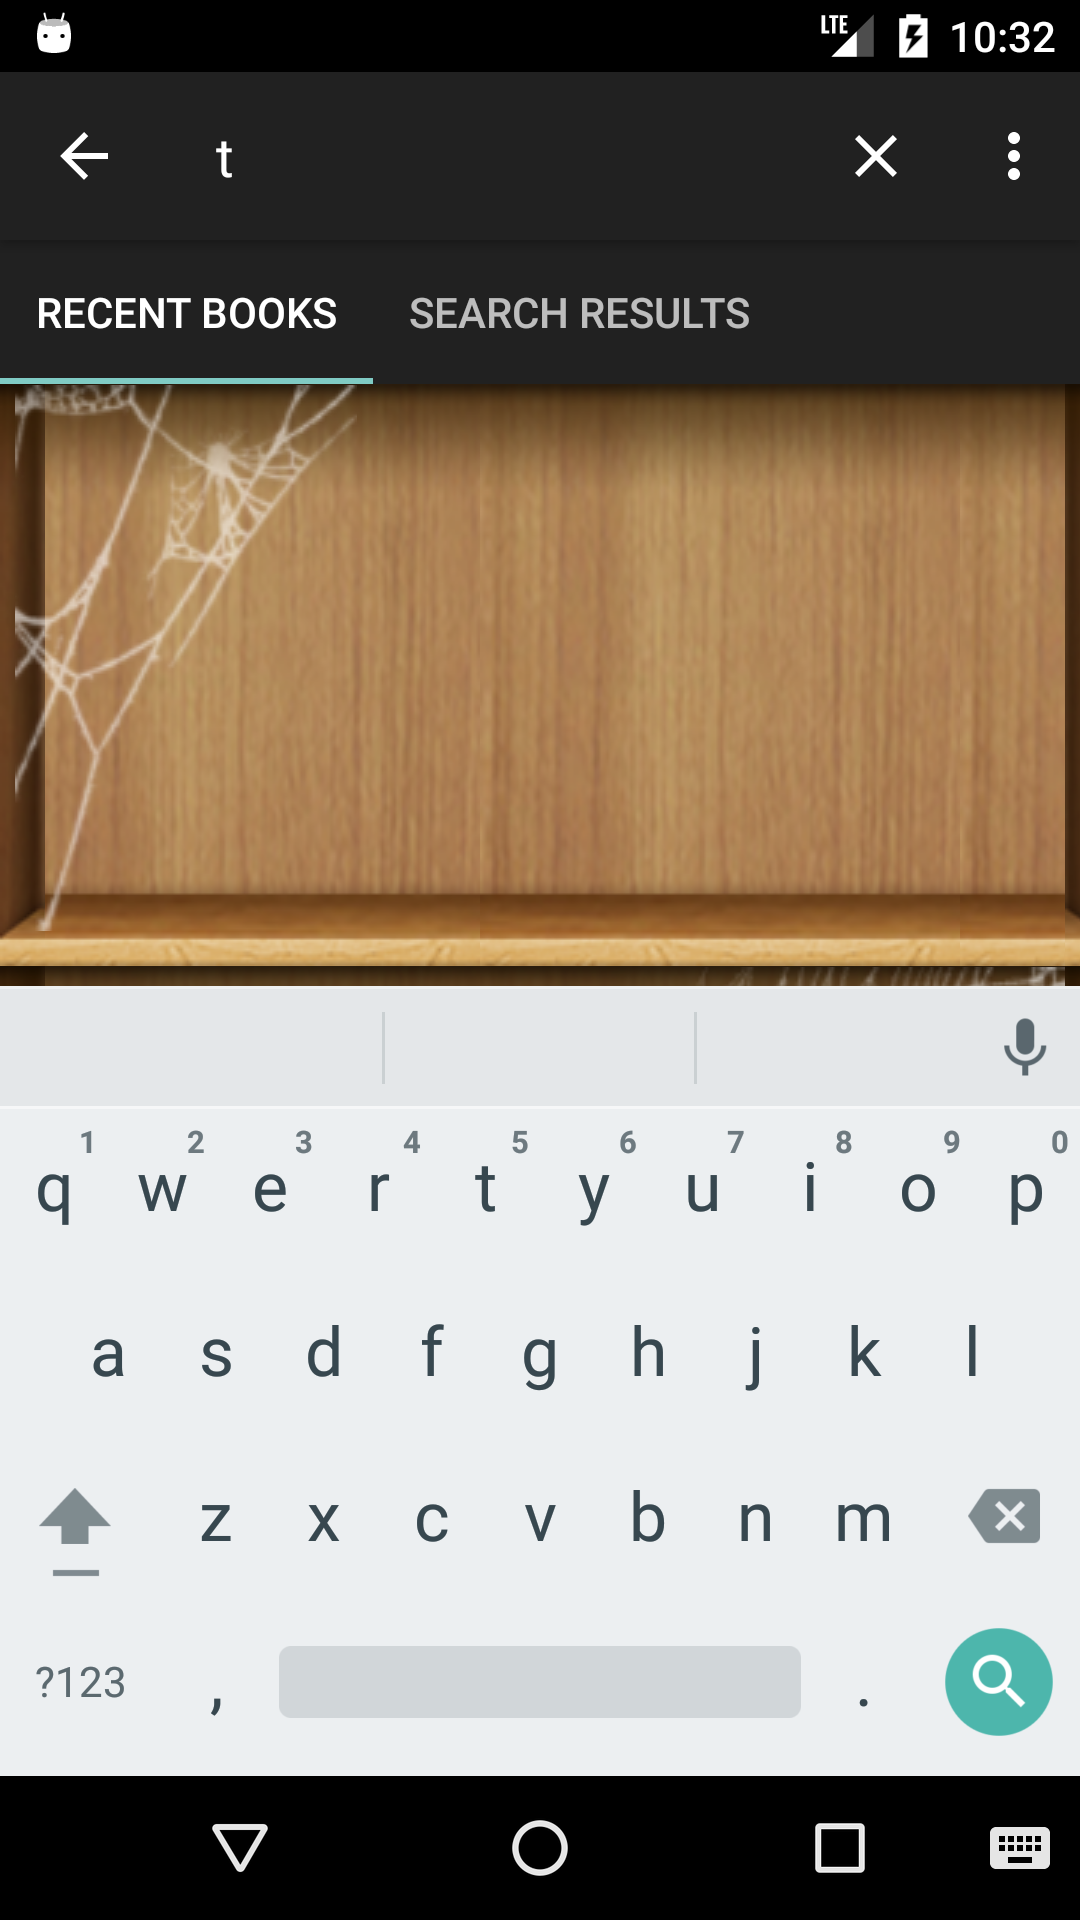 LTE 10:32
t
RECENT BOOKS SEARCH RESULTS
1 2 3 4 5 6 7 8 9 0
q w e r t y u i o p
a s d f g h j k l
z x c v b n m
?123 , .